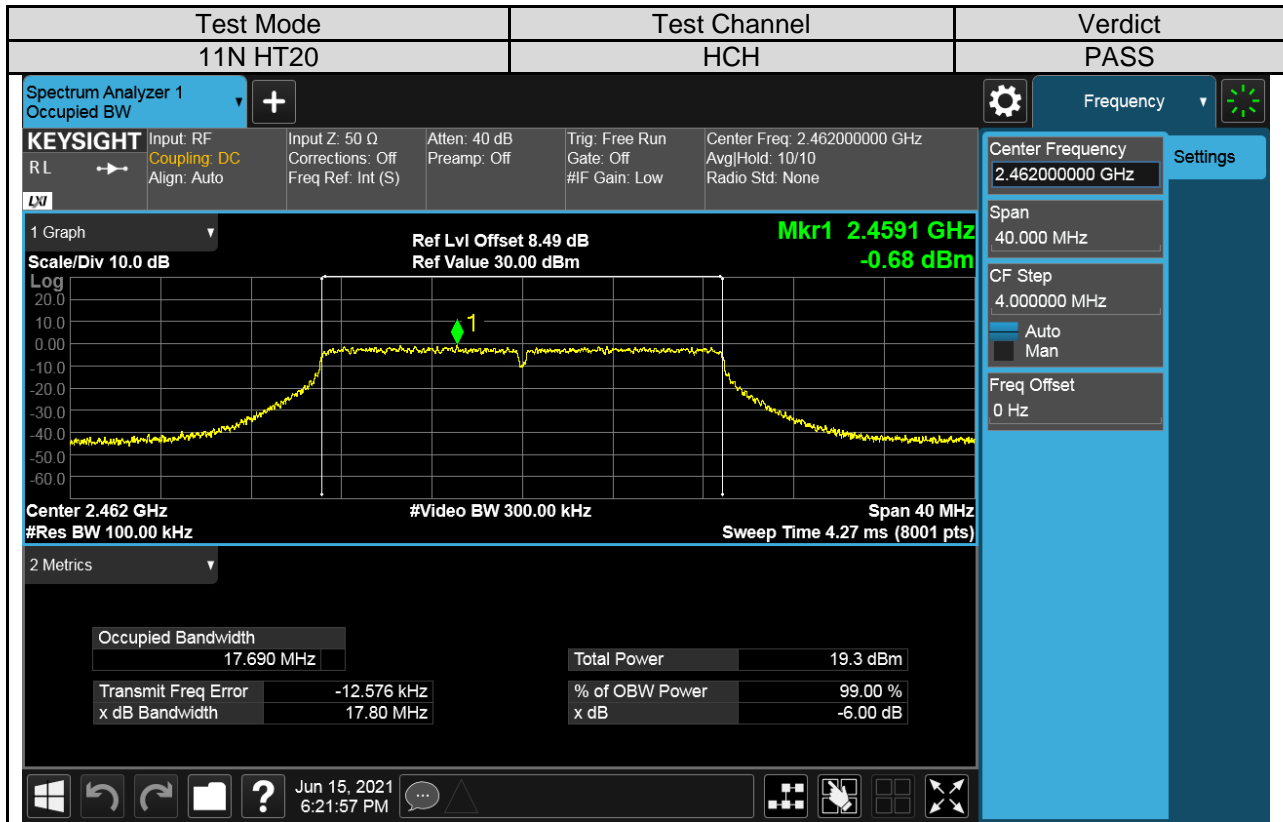 Test Mode Test Channel Verdict
11N HT20 HCH PASS
Spectrum Analyzer 1
Occupied BW
+
Frequency
KEYSIGHT Input: RF Input Z: 50 Ω Atten: 40 dB Trig: Free Run Center Freq: 2.462000000 GHz
RL Coupling: DC Corrections: Off Preamp: Off Gate: Off Avg|Hold: 10/10
Align: Auto Freq Ref: Int (S) #IF Gain: Low Radio Std: None
LXI
Center Frequency
2.462000000 GHz
Settings
Span
40.000 MHz
CF Step
4.000000 MHz
Auto
Man
Freq Offset
0 Hz
1 Graph Ref Lvl Offset 8.49 dB Mkr1 2.4591 GHz
Scale/Div 10.0 dB Ref Value 30.00 dBm -0.68 dBm
Log
20.0
10.0
1
0.00
-10.0
-20.0
-30.0
-40.0
-50.0
-60.0
Center 2.462 GHz #Video BW 300.00 kHz Span 40 MHz
#Res BW 100.00 kHz Sweep Time 4.27 ms (8001 pts)
2 Metrics
Occupied Bandwidth
17.690 MHz Total Power 19.3 dBm
Transmit Freq Error -12.576 kHz % of OBW Power 99.00 %
x dB Bandwidth 17.80 MHz x dB -6.00 dB
? Jun 15, 2021
6:21:57 PM